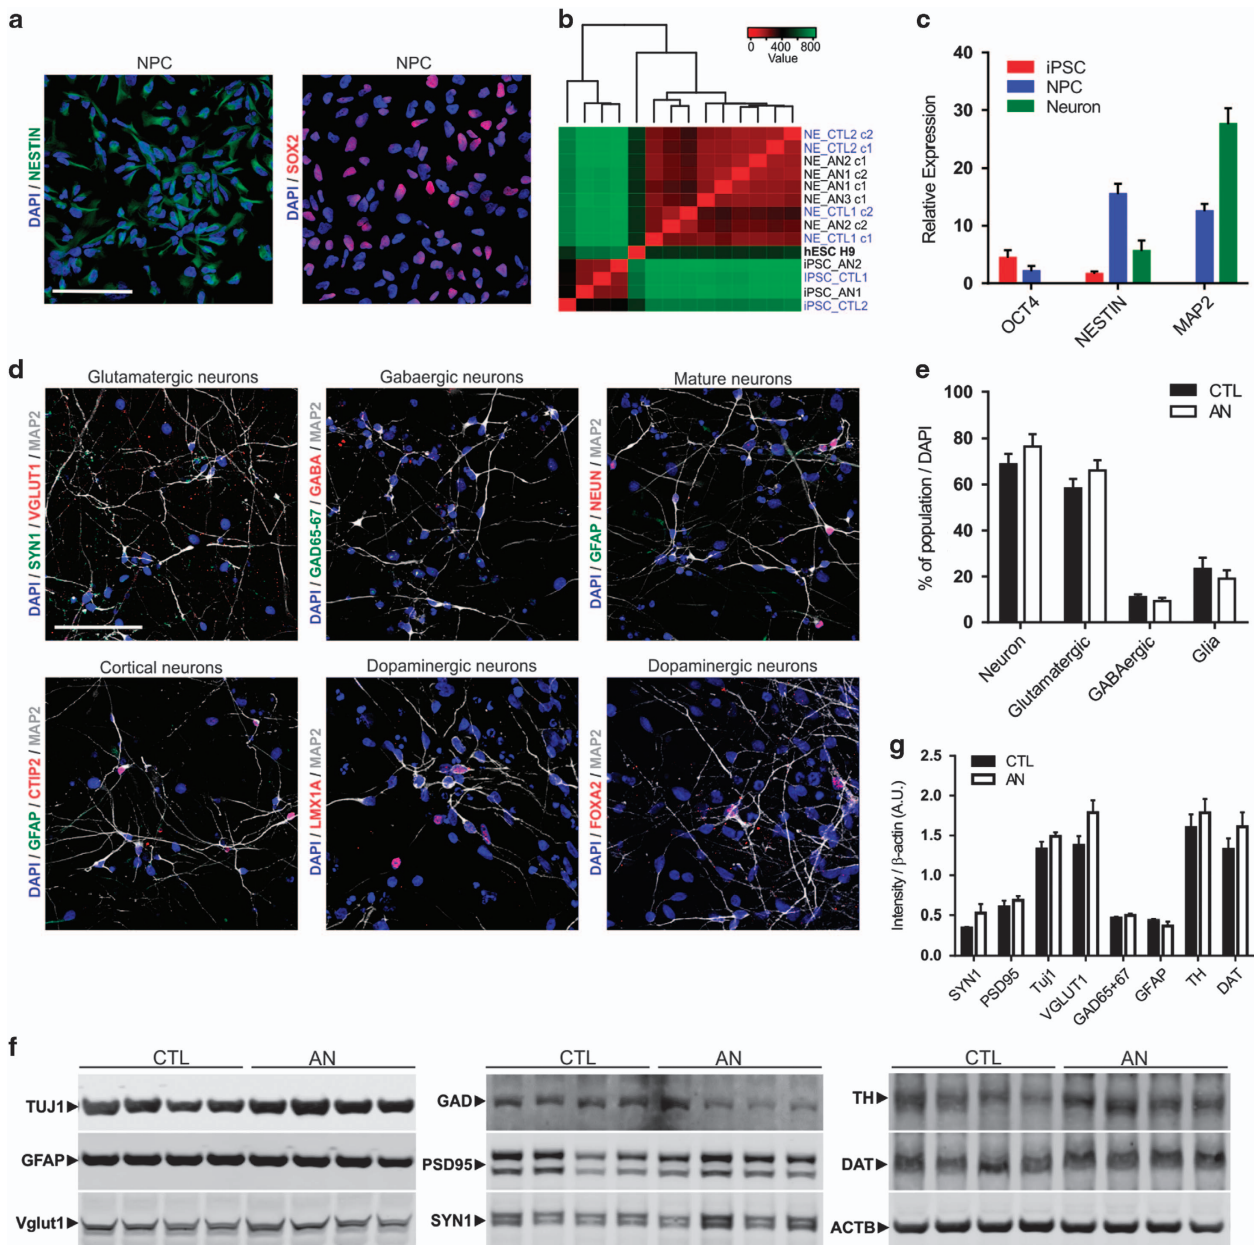 a
NPC
NPC
DAPI / NESTIN
DAPI / SOX2
b
0 400 800
Value
NE_CTL2 c2
NE_CTL2 c1
NE_AN2 c1
NE_AN1 c2
NE_AN1 c1
NE_AN3 c1
NE_CTL1 c2
NE_AN2 c2
NE_CTL1 c1
hESC H9
iPSC_AN2
IPSC_CTL1
iPSC_AN1
iPSC_CTL2
c
40
30
20
10
0
Relative Expression
iPSC
NPC
Neuron
OCT4
NESTIN
MAP2
d
Glutamatergic neurons
Gabaergic neurons
Mature neurons
DAPI / SYN1 / VGLUT1 / MAP2
DAPI / GAD65-67 / GABA / MAP2
DAPI / GFAP / NEUN / MAP2
Cortical neurons
Dopaminergic neurons
Dopaminergic neurons
DAPI / GFAP / CTIP2 / MAP2
DAPI / LMX1A / MAP2
DAPI / FOXA2 / MAP2
e
100
80
60
40
20
0
% of population / DAPI
CTL
AN
Neuron
Glutamatergic
GABAergic
Glia
g
2.5
2.0
1.5
1.0
0.5
0.0
Intensity / β-actin (A.U.)
CTL
AN
SYN1
PSD95
Tuj1
VGLUT1
GAD65+67
GFAP
TH
DAT
f
CTL AN
TUJ1
GFAP
Vglut1
CTL AN
GAD
PSD95
SYN1
CTL AN
TH
DAT
ACTB